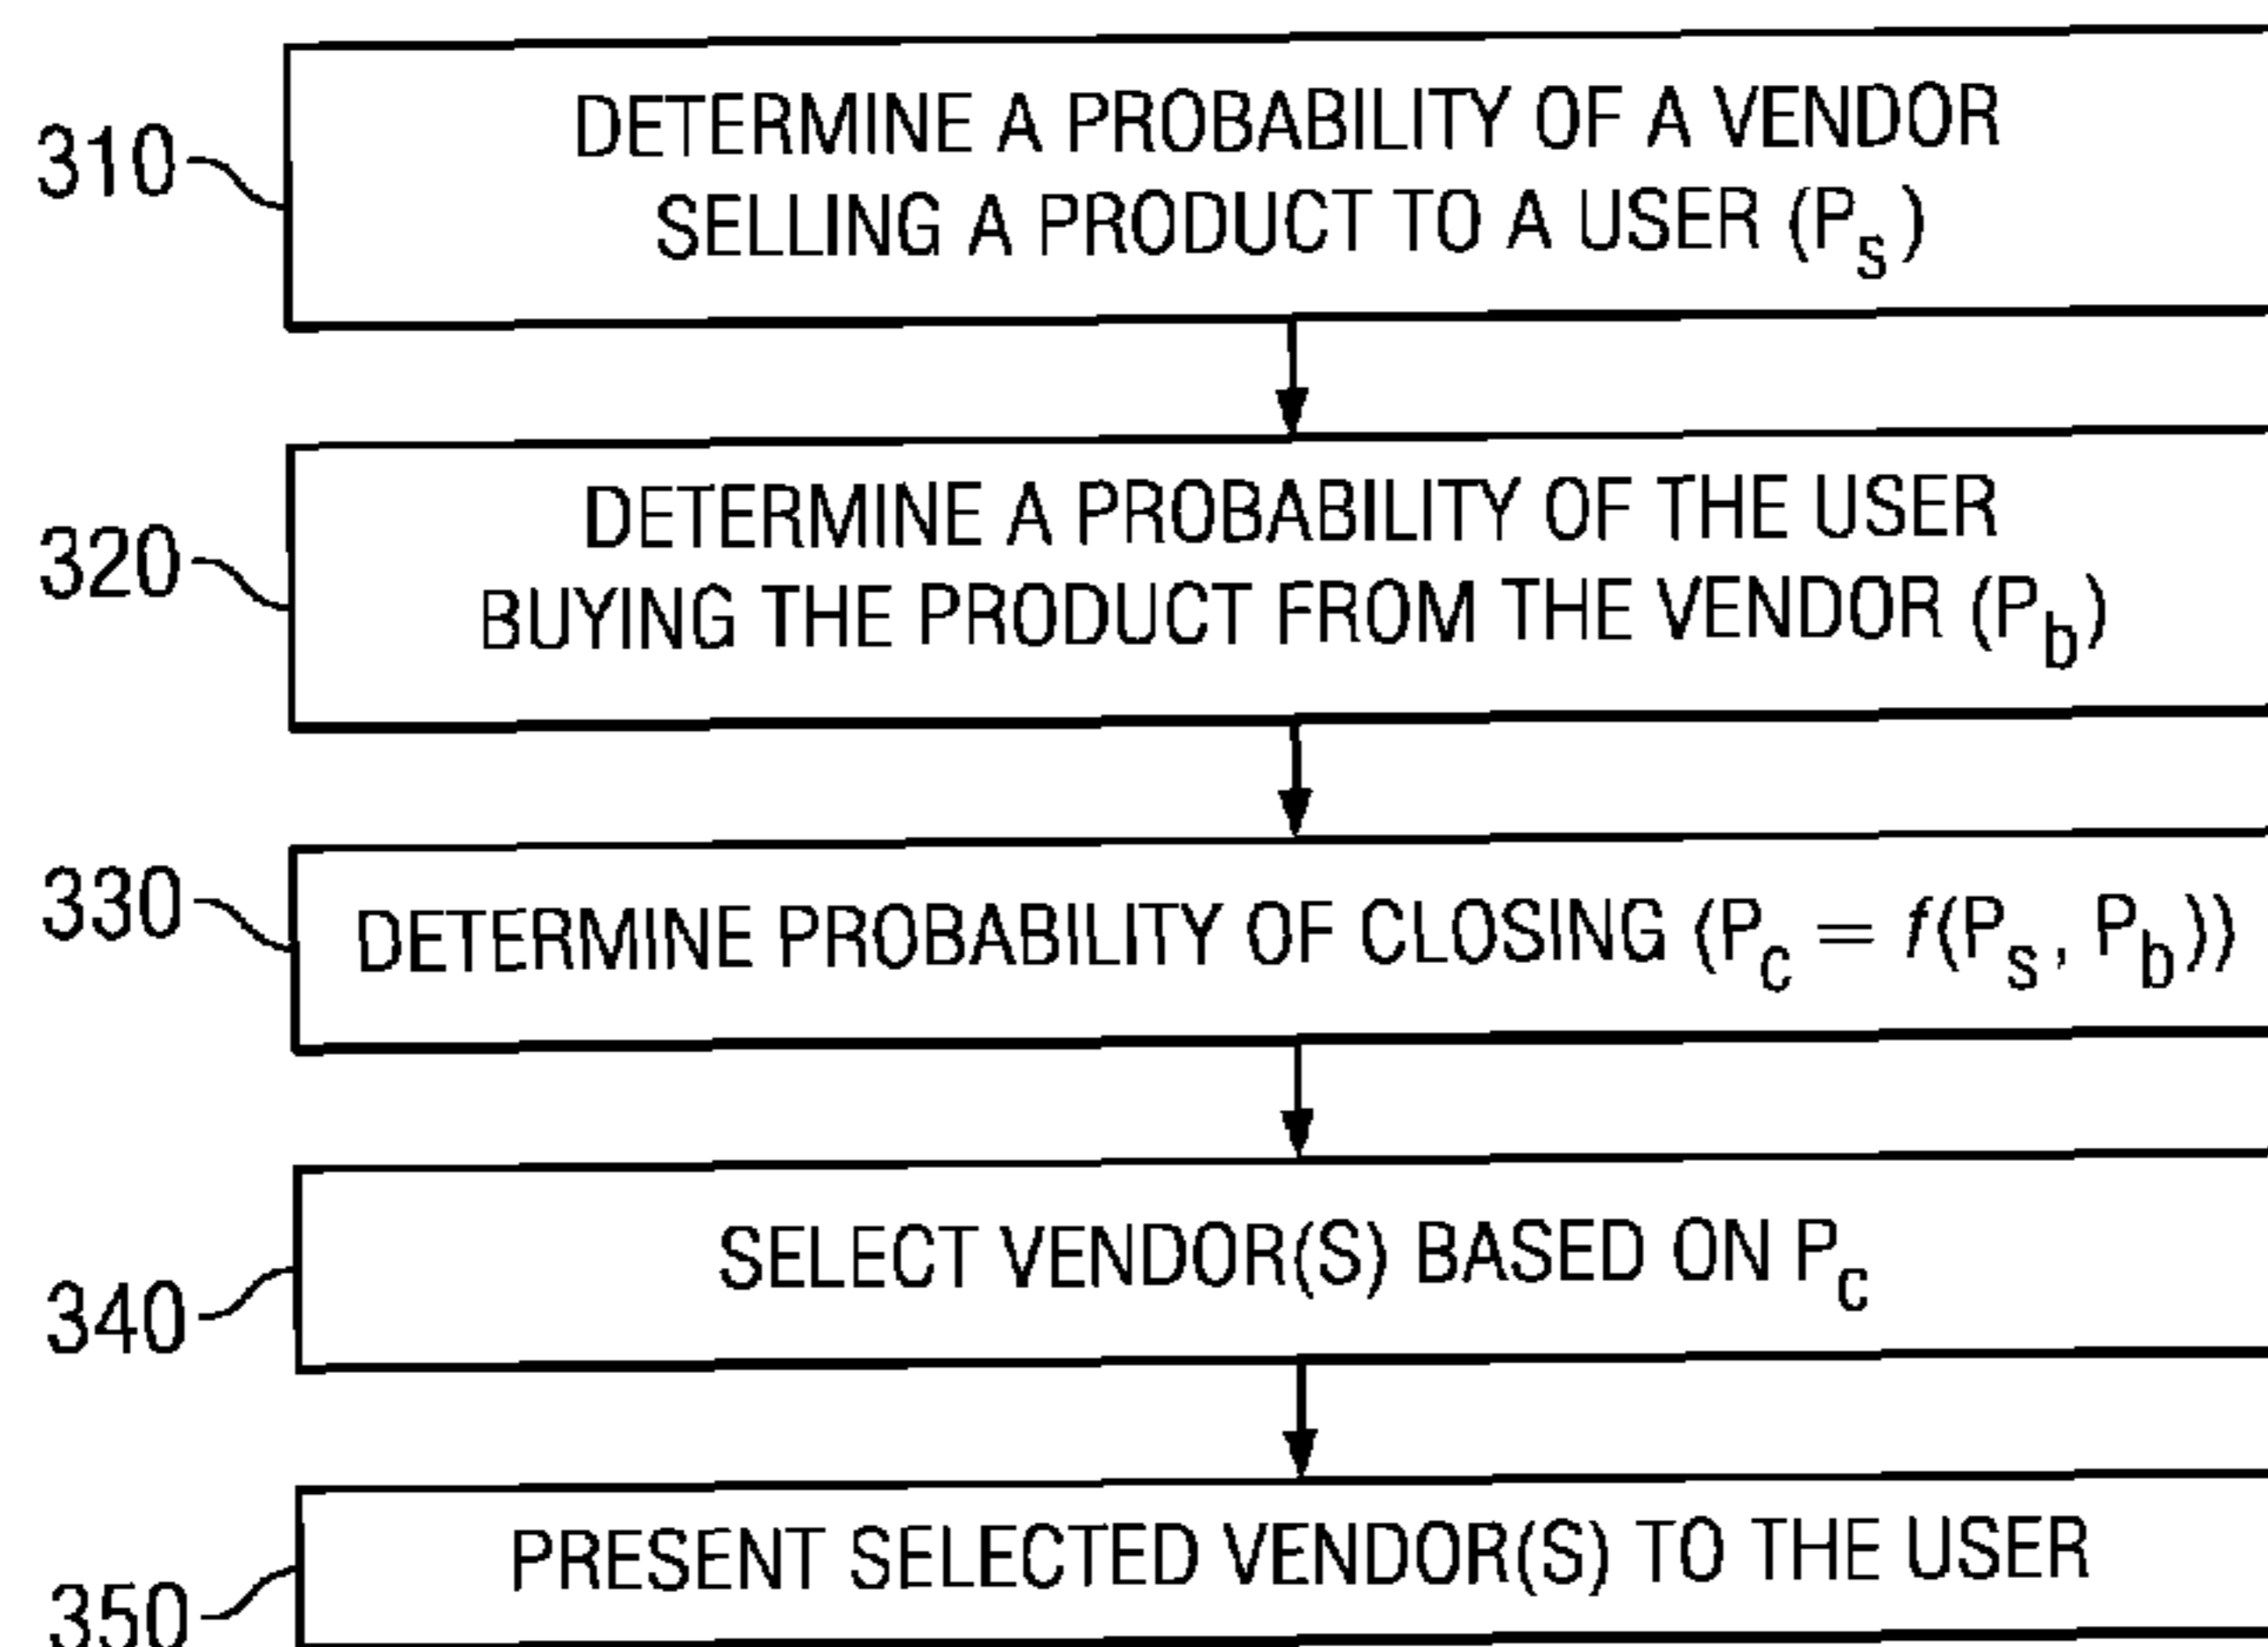 310
DETERMINE A PROBABILITY OF A VENDOR
SELLING A PRODUCT TO A USER (Ps)
320
DETERMINE A PROBABILITY OF THE USER
BUYING THE PRODUCT FROM THE VENDOR (Pb)
330
DETERMINE PROBABILITY OF CLOSING (Pc = f(Ps, Pb))
340
SELECT VENDOR(S) BASED ON Pc
350
PRESENT SELECTED VENDOR(S) TO THE USER